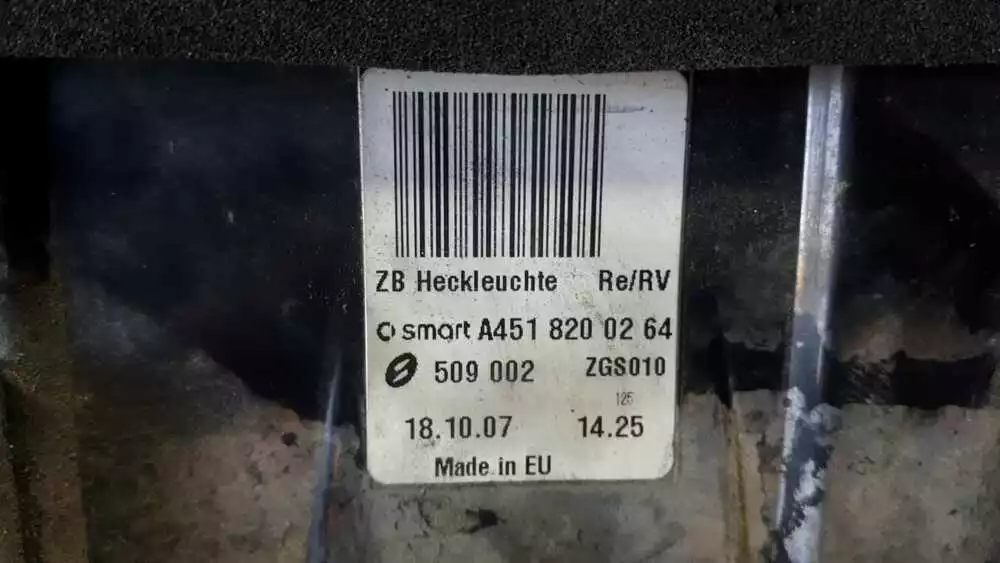 ZB Heckleuchte Re/RV
smart A451 820 02 64
509 002 ZGS010
125
18.10.07 14.25
Made in EU